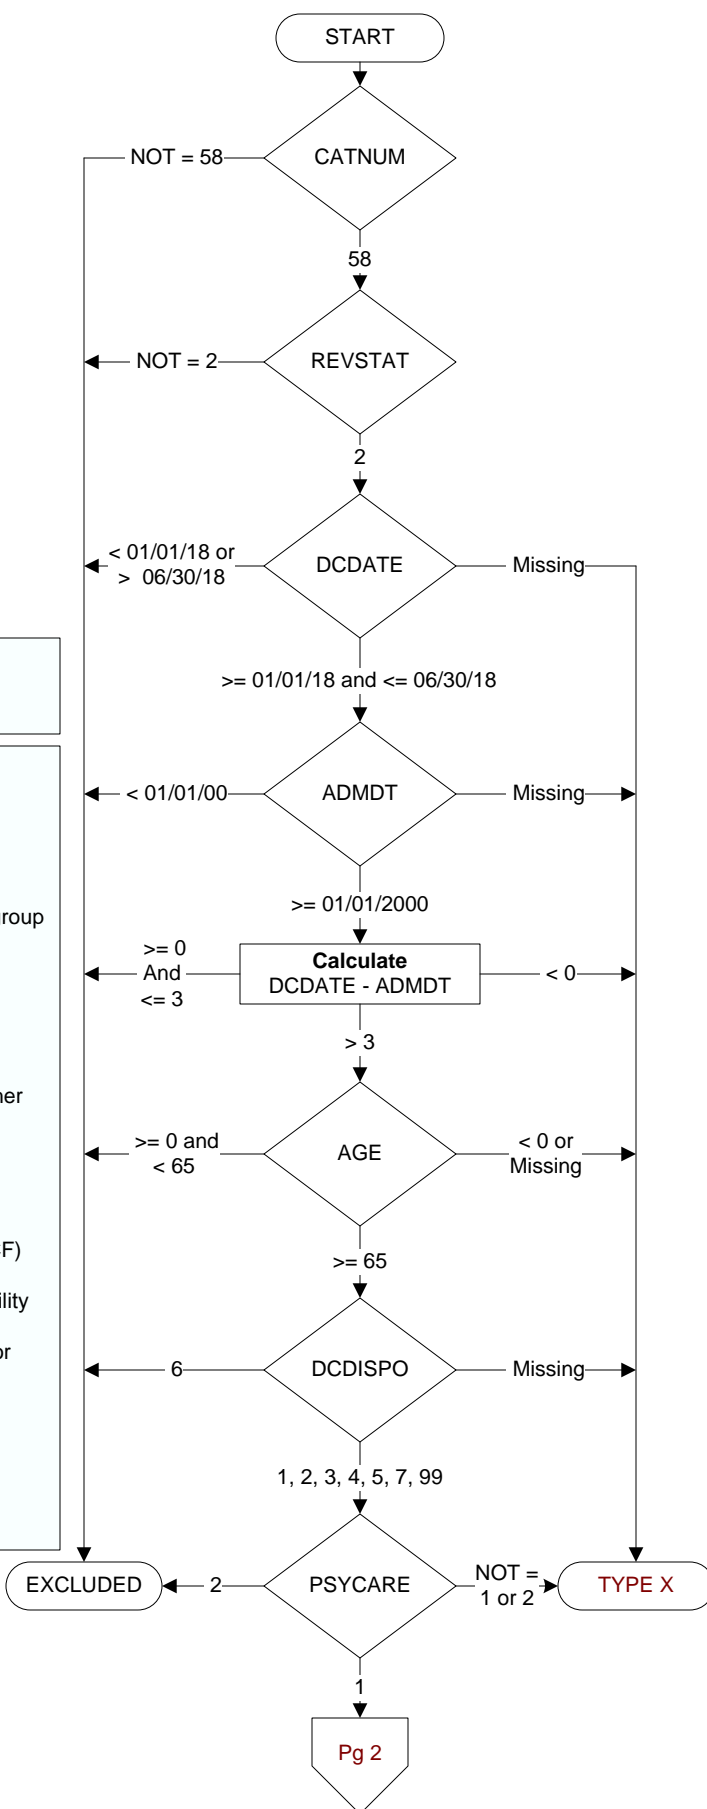 START
CATNUM
NOT = 58
58
REVSTAT
NOT = 2
2
DCDATE
< 01/01/18 or
> 06/30/18
Missing
>= 01/01/18 and <= 06/30/18
ADMDT
< 01/01/00
Missing
>= 01/01/2000
Calculate
DCDATE - ADMDT
>= 0
And
<= 3
< 0
> 3
AGE
>= 0 and
< 65
< 0 or
Missing
>= 65
DCDISPO
6
Missing
1, 2, 3, 4, 5, 7, 99
PSYCARE
2
EXCLUDED
NOT =
1 or 2
TYPE X
1
Pg 2